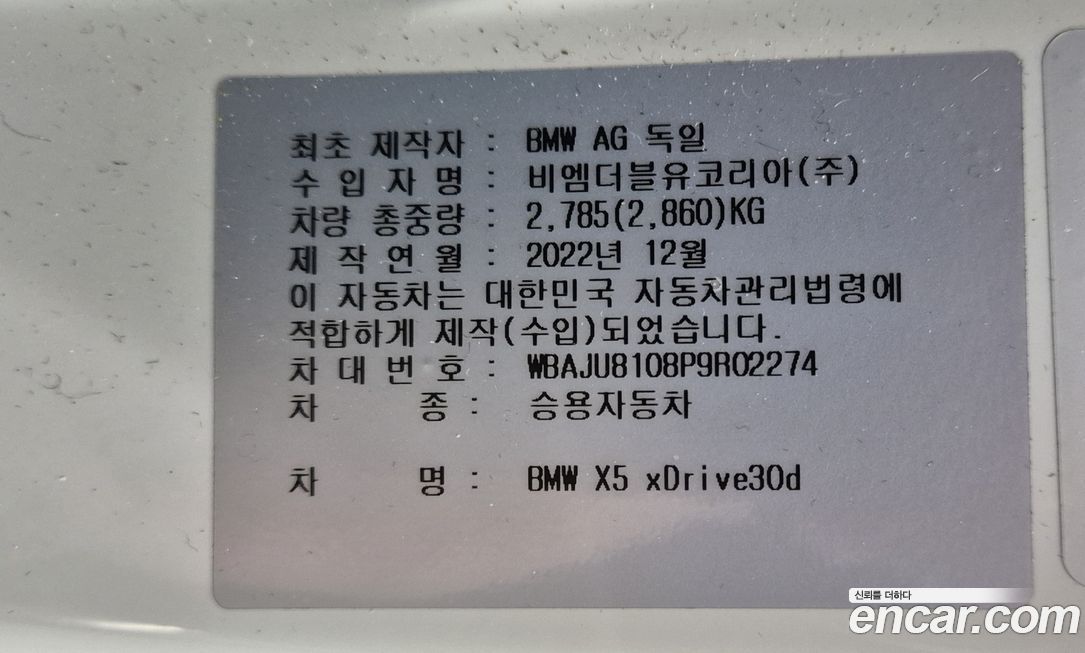 최초 제작자 : BMW AG 독일
수 입 자 명 : 비엠더블유코리아(주)
차량 총중량 : 2,785(2,860)KG
제 작 연 월 : 2022년 12월
이 자동차는 대한민국 자동차관리법령에
적합하게 제작(수입)되었습니다.
차 대 번 호 : WBAJU8108P9R02274
차 종 : 승용자동차
차 명 : BMW X5 xDrive30d
신뢰를 더하다
encar.com